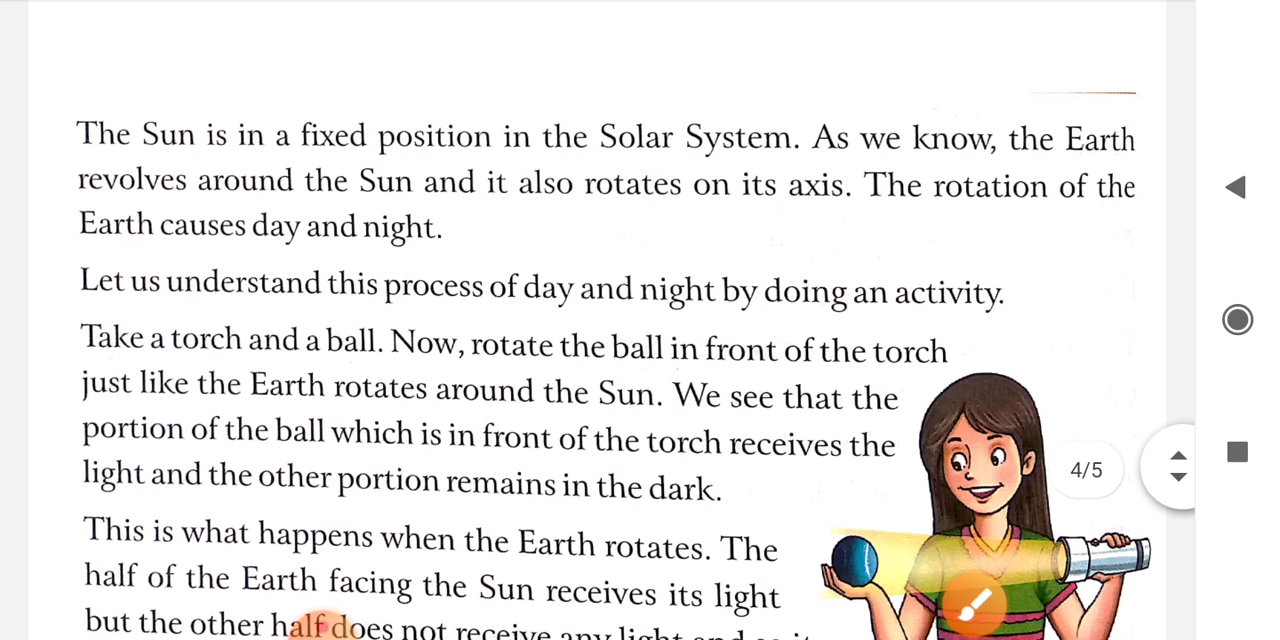 The Sun is in a fixed position in the Solar System. As we know, the Earth
revolves around the Sun and it also rotates on its axis. The rotation of the
Earth causes day and night.
Let us understand this process of day and night by doing an activity.
Take a torch and a ball. Now, rotate the ball in front of the torch
just like the Earth rotates around the Sun. We see that the
portion of the ball which is in front of the torch receives the
light and the other portion remains in the dark.
4/5
This is what happens when the Earth rotates. The
half of the Earth facing the Sun receives its light
but the other half does not receive any light and so it